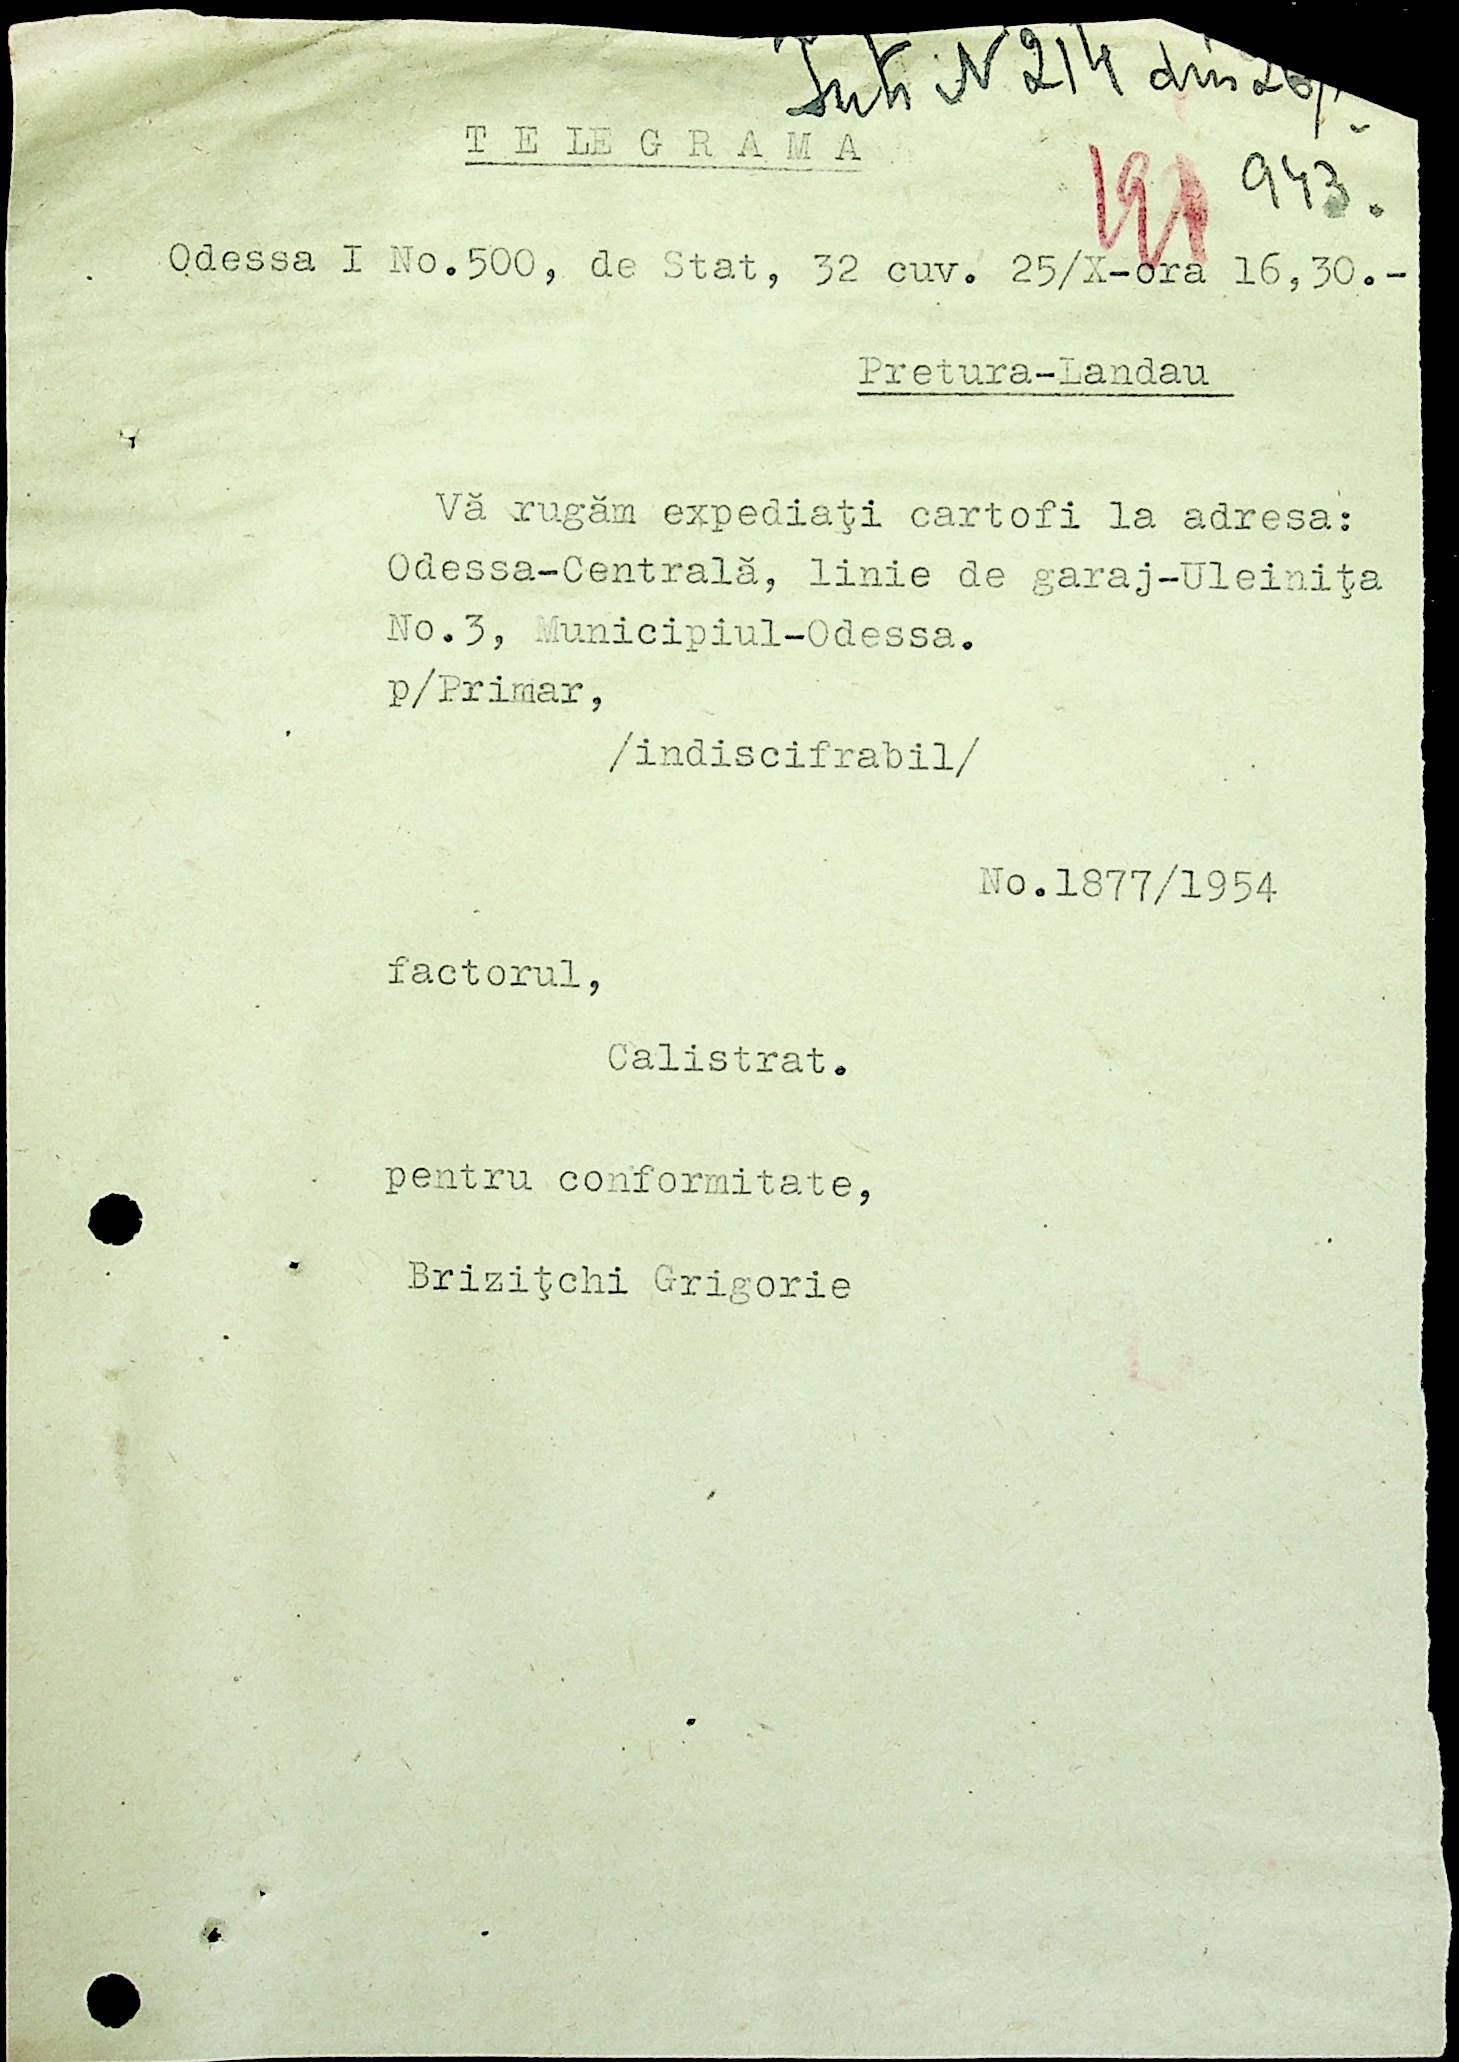 N 214 din 26/
T E L E G R A M A
943.
Odessa I No.500, de Stat, 32 cuv. 25/X-ora 16,30.-
Pretura-Landau
Vă rugăm expediaţi cartofi la adresa:
Odessa-Centrală, linie de garaj-Uleiniţa
No.3, Municipiul-Odessa.
p/Primar,
/indiscifrabil/
No.1877/1954
factorul,
Calistrat.
pentru conformitate,
Briziţchi Grigorie